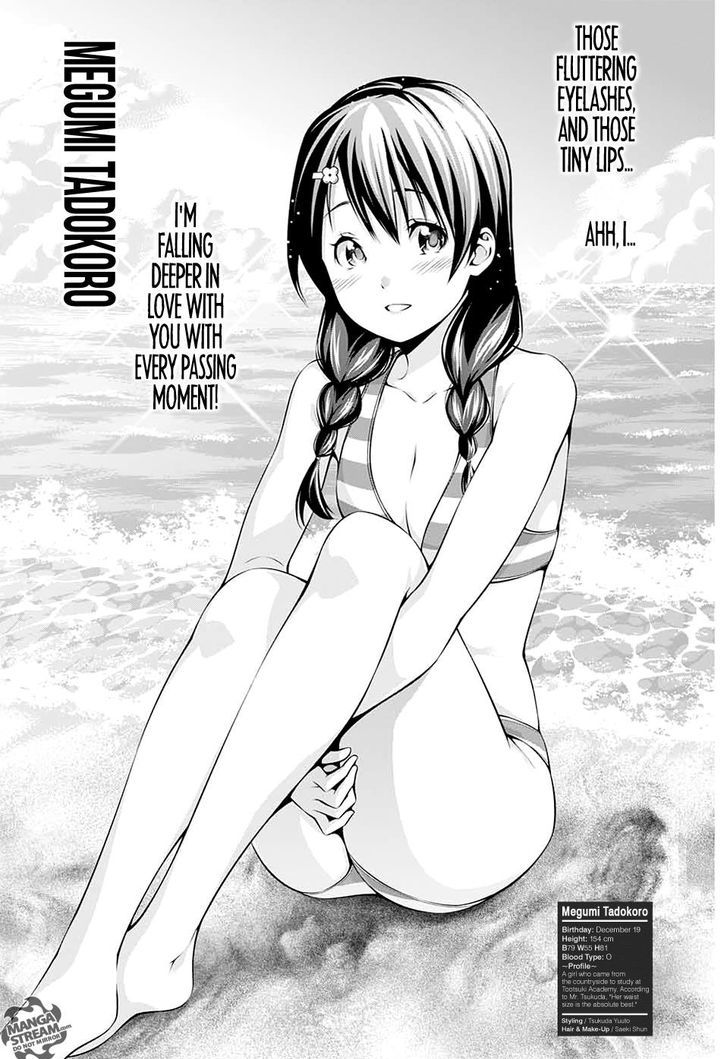 MEGUMI TADOKORO
THOSE
FLUTTERING
EYELASHES,
AND THOSE
TINY LIPS...
AHH, I...
I'M
FALLING
DEEPER IN
LOVE WITH
YOU WITH
EVERY PASSING
MOMENT!
Megumi Tadokoro
Birthday: December 19
Height: 154 cm
B79 W55 H81
Blood Type: O
~Profile~
A girl who came from
the countryside to study at
Tootsuki Academy. According
to Mr. Tsukuda, "Her waist
size is the absolute best."
Styling / Tsukuda Yuuto
Hair & Make-Up / Saeki Shun
MANGA
STREAM.com
DO NOT MIRROR